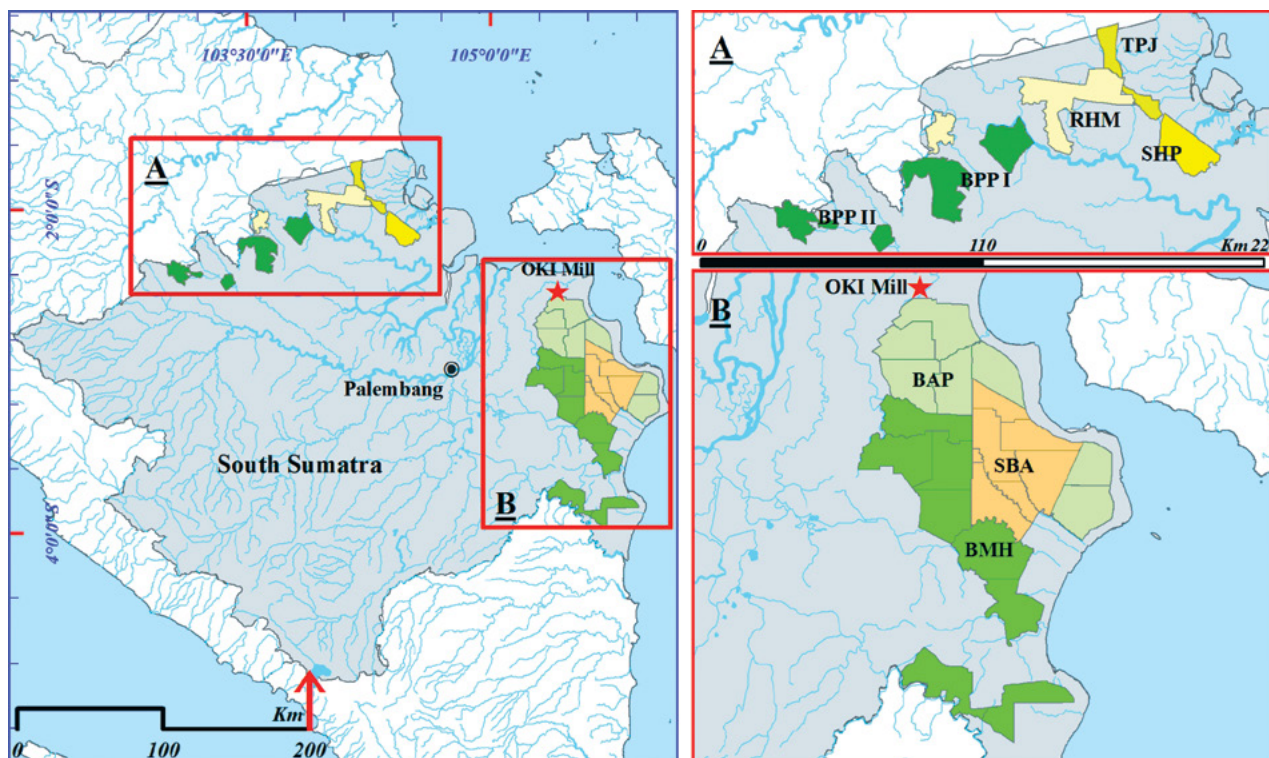 103°30'0"E
105°0'0"E
A
2°0'0"S
OKI Mill
Palembang
South Sumatra
B
4°0'0"S
Km
0
100
200
A
TPJ
RHM
SHP
BPP I
BPP II
0
110
Km 22
B
OKI Mill
BAP
SBA
BMH